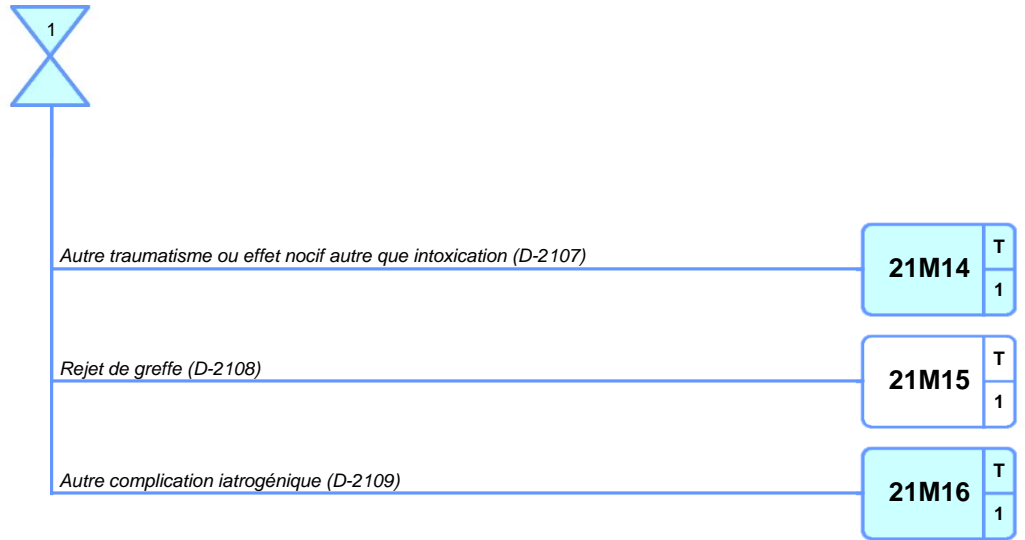 1
Autre traumatisme ou effet nocif autre que intoxication (D-2107)
21M14
T
1
Rejet de greffe (D-2108)
21M15
T
1
Autre complication iatrogénique (D-2109)
21M16
T
1